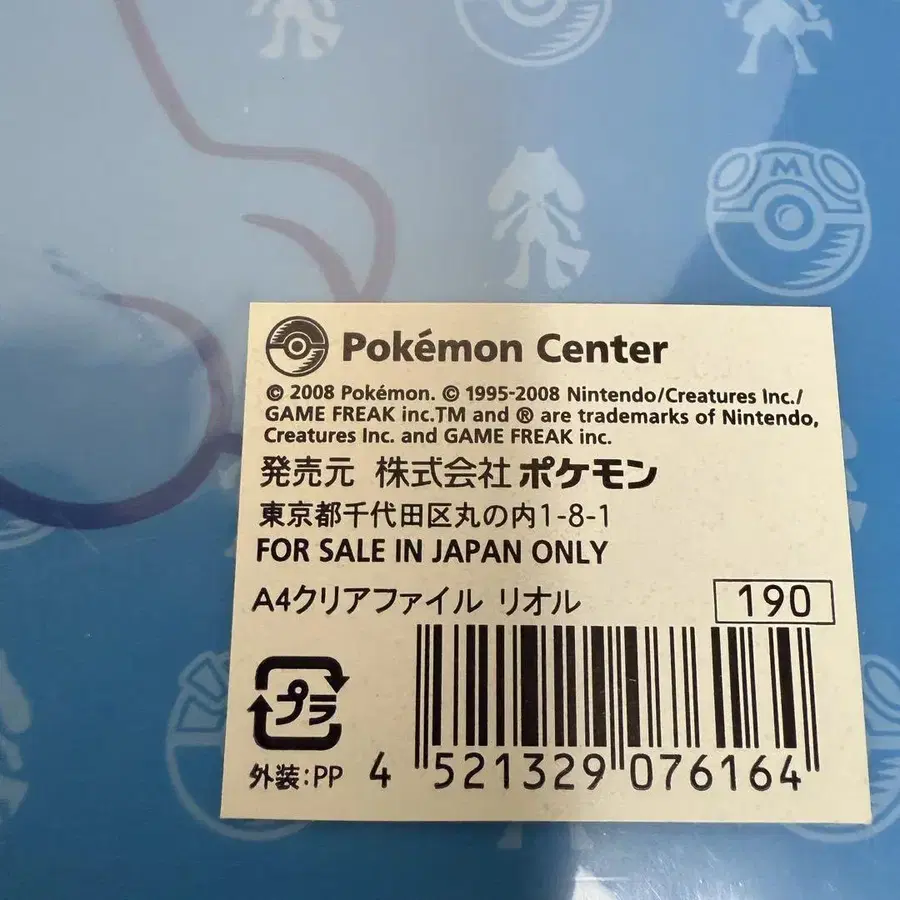 M
Pokémon Center
© 2008 Pokémon. © 1995-2008 Nintendo/Creatures Inc./
GAME FREAK inc.TM and ® are trademarks of Nintendo,
Creatures Inc. and GAME FREAK inc.
発売元 株式会社ポケモン
東京都千代田区丸の内1-8-1
FOR SALE IN JAPAN ONLY
A4クリアファイル リオル
190
プラ
外装:PP
4 521329 076164